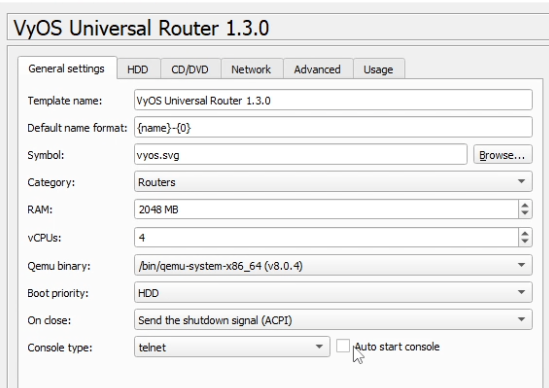 VyOS Universal Router 1.3.0
General settings HDD CD/DVD Network Advanced Usage
Template name: VyOS Universal Router 1.3.0
Default name format: {name}-{0}
Symbol: vyos.svg Browse...
Category: Routers
RAM: 2048 MB
vCPUs: 4
Qemu binary: /bin/qemu-system-x86_64 (v8.0.4)
Boot priority: HDD
On close: Send the shutdown signal (ACPI)
Console type: telnet Auto start console